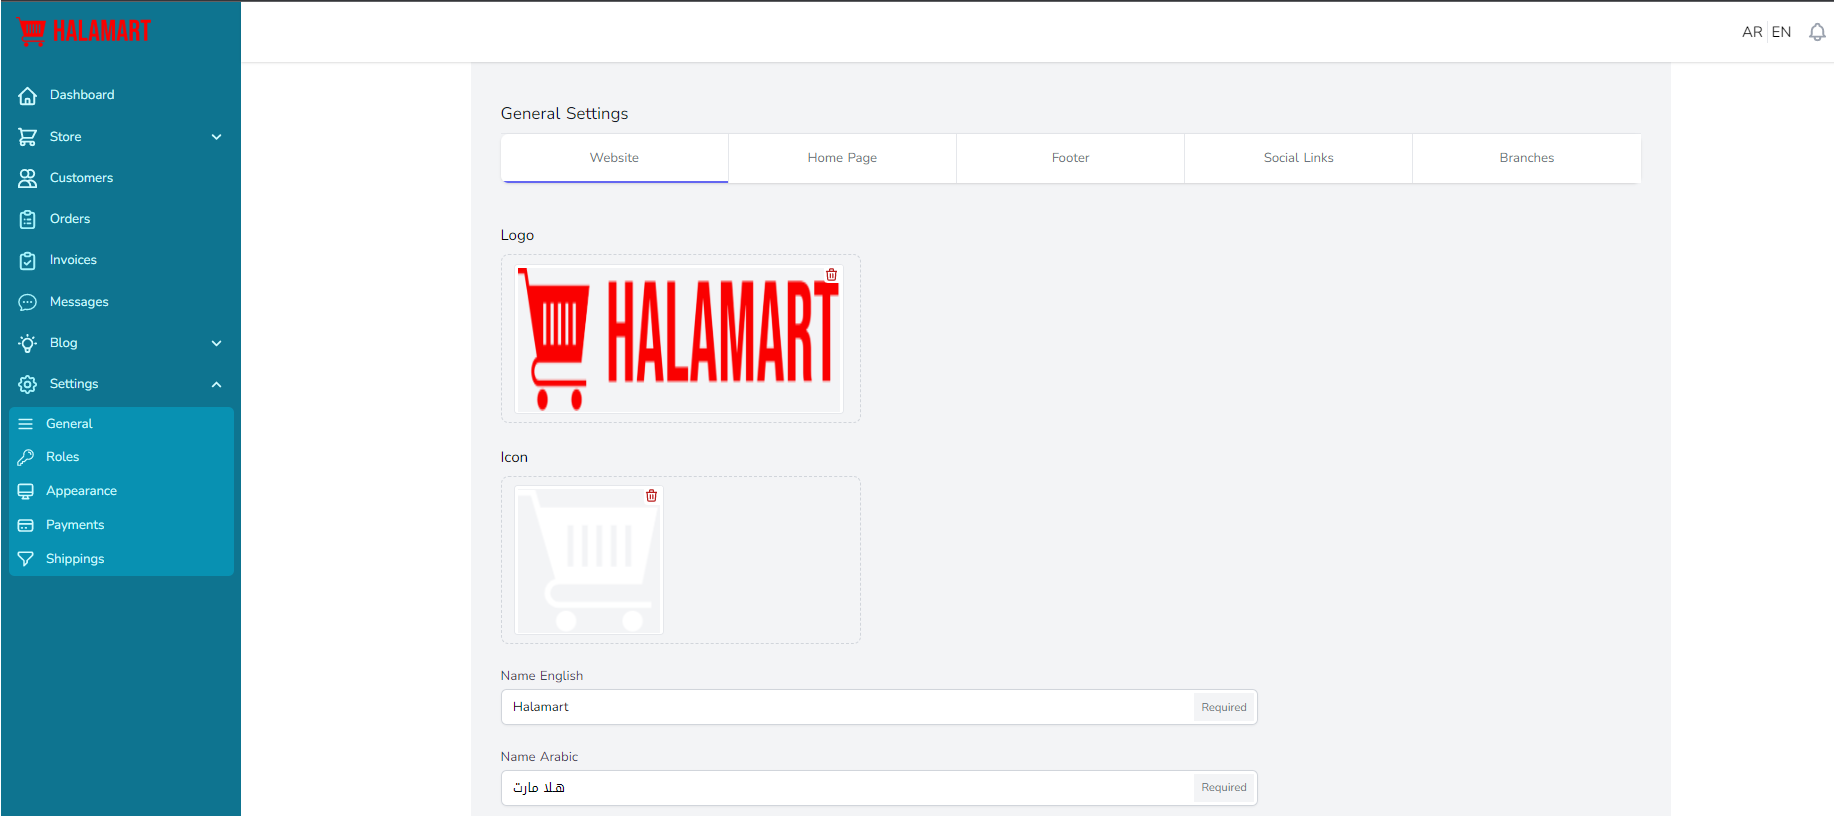 HALAMART
AR EN
Dashboard
Store
Customers
Orders
Invoices
Messages
Blog
Settings
General
Roles
Appearance
Payments
Shippings
General Settings
Website
Home Page
Footer
Social Links
Branches
Logo
HALAMART
Icon
Name English
Halamart
Required
Name Arabic
هلا مارت
Required